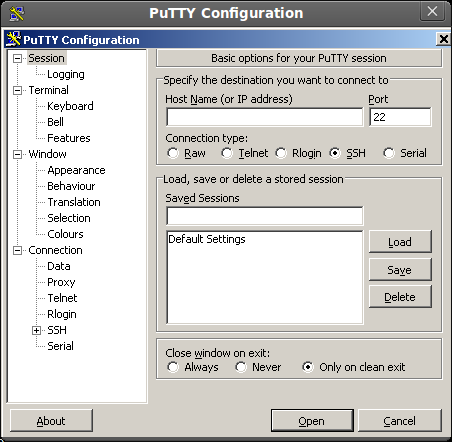 PuTTY Configuration
PuTTY Configuration
Session
Logging
Terminal
Keyboard
Bell
Features
Window
Appearance
Behaviour
Translation
Selection
Colours
Connection
Data
Proxy
Telnet
Rlogin
SSH
Serial
Basic options for your PuTTY session
Specify the destination you want to connect to
Host Name (or IP address) Port
22
Connection type:
Raw Telnet Rlogin SSH Serial
Load, save or delete a stored session
Saved Sessions
Default Settings
Load
Save
Delete
Close window on exit:
Always Never Only on clean exit
About Open Cancel